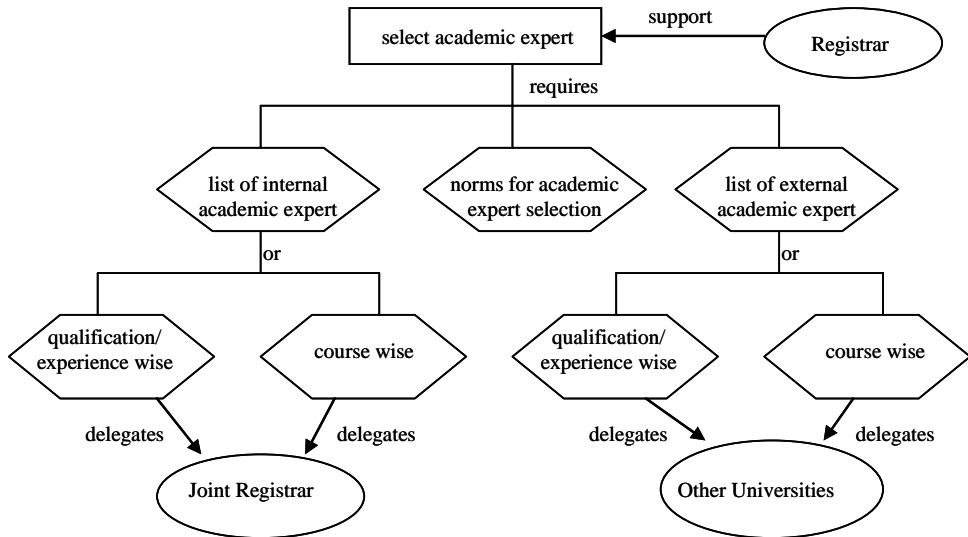 support
select academic expert
Registrar
requires
list of internal
academic expert
norms for academic
expert selection
list of external
academic expert
or
or
qualification/
experience wise
course wise
qualification/
experience wise
course wise
delegates
delegates
delegates
delegates
Joint Registrar
Other Universities